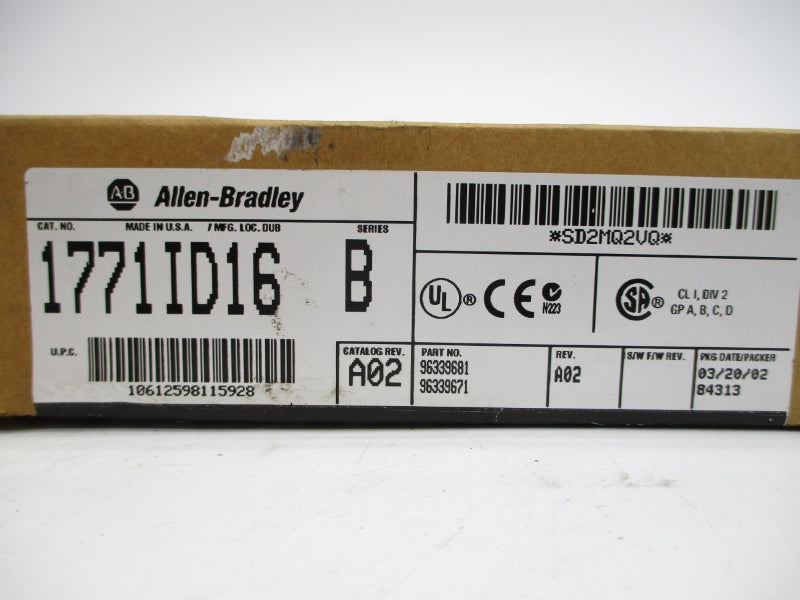 A-B Allen-Bradley
CAT. NO. MADE IN U.S.A. / MFG. LOC. DUB SERIES
1771ID16 B
U.P.C.
10612598115928
CATALOG REV.
A02
*SD2MQ2VQ*
UL ® CE N223
SA ® CL I, DIV 2
GP A, B, C, D
PART NO.
96339681
96339671
REV.
A02
S/W F/W REV.
PKG DATE/PACKER
03/20/02
84313